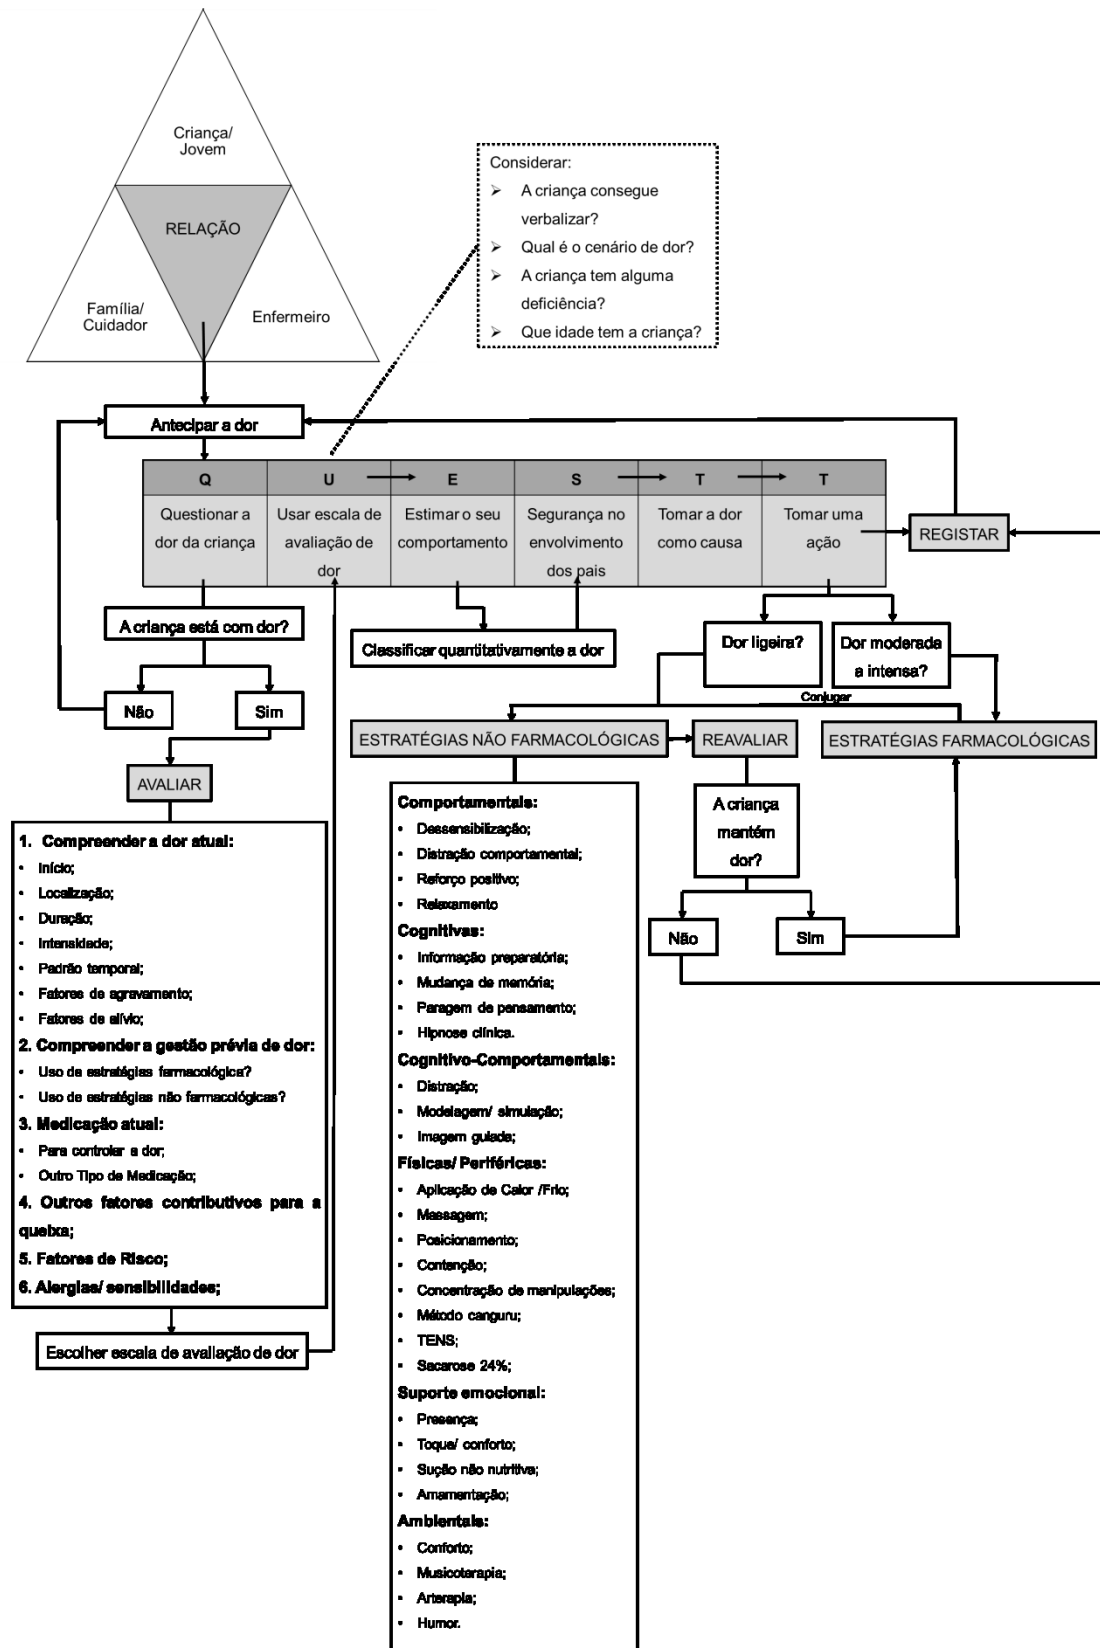 Criança/
Jovem
RELAÇÃO
Família/
Cuidador
Enfermeiro
Considerar:
➢ A criança consegue
verbalizar?
➢ Qual é o cenário de dor?
➢ A criança tem alguma
deficiência?
➢ Que idade tem a criança?
Antecipar a dor
Q
U
E
S
T
T
Questionar a
dor da criança
Usar escala de
avaliação de
dor
Estimar o seu
comportamento
Segurança no
envolvimento
dos pais
Tomar a dor
como causa
Tomar uma
ação
REGISTAR
A criança está com dor?
Não
Sim
Classificar quantitativamente a dor
Dor ligeira?
Dor moderada
a intensa?
Conjugar
ESTRATÉGIAS NÃO FARMACOLÓGICAS
REAVALIAR
ESTRATÉGIAS FARMACOLÓGICAS
A criança
mantém
dor?
Não
Sim
AVALIAR
1. Compreender a dor atual:
• Início;
• Localização;
• Duração;
• Intensidade;
• Padrão temporal;
• Fatores de agravamento;
• Fatores de alívio;
2. Compreender a gestão prévia de dor:
• Uso de estratégias farmacológica?
• Uso de estratégias não farmacológicas?
3. Medicação atual:
• Para controlar a dor;
• Outro Tipo de Medicação;
4. Outros fatores contributivos para a
queixa;
5. Fatores de Risco;
6. Alergias/ sensibilidades;
Escolher escala de avaliação de dor
Comportamentais:
• Dessensibilização;
• Distração comportamental;
• Reforço positivo;
• Relaxamento
Cognitivas:
• Informação preparatória;
• Mudança de memória;
• Paragem de pensamento;
• Hipnose clínica.
Cognitivo-Comportamentais:
• Distração;
• Modelagem/ simulação;
• Imagem guiada;
Físicas/ Periféricas:
• Aplicação de Calor /Frio;
• Massagem;
• Posicionamento;
• Contenção;
• Concentração de manipulações;
• Método canguru;
• TENS;
• Sacarose 24%;
Suporte emocional:
• Presença;
• Toque/ conforto;
• Sução não nutritiva;
• Amamentação;
Ambientais:
• Conforto;
• Musicoterapia;
• Arterapia;
• Humor.